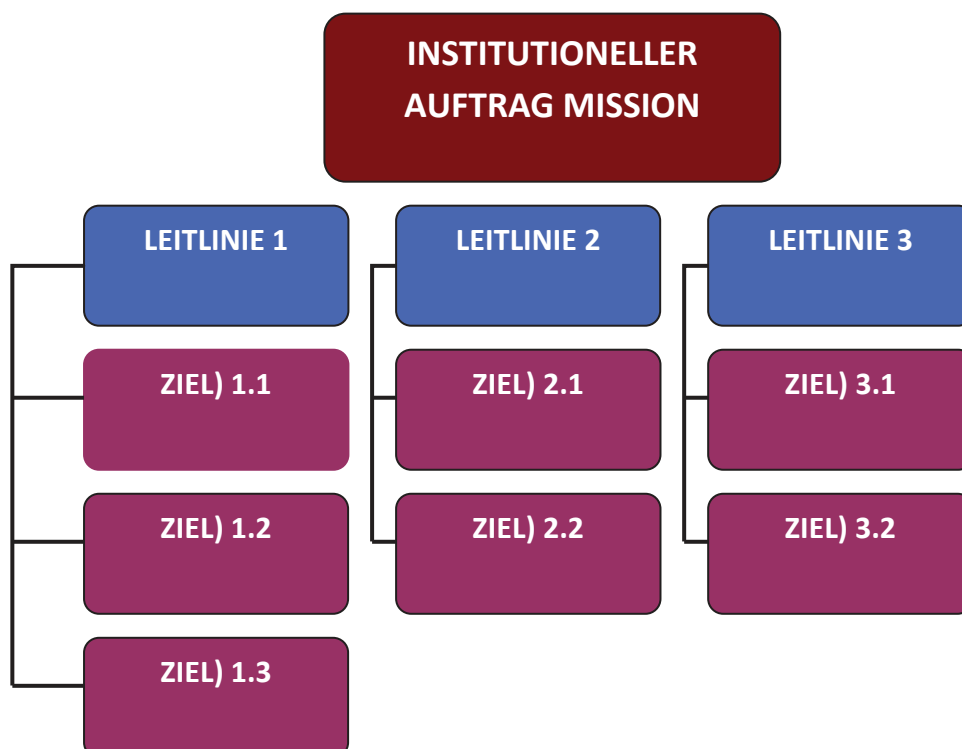 INSTITUTIONELLER
AUFTRAG MISSION
LEITLINIE 1
LEITLINIE 2
LEITLINIE 3
ZIEL) 1.1
ZIEL) 2.1
ZIEL) 3.1
ZIEL) 1.2
ZIEL) 2.2
ZIEL) 3.2
ZIEL) 1.3